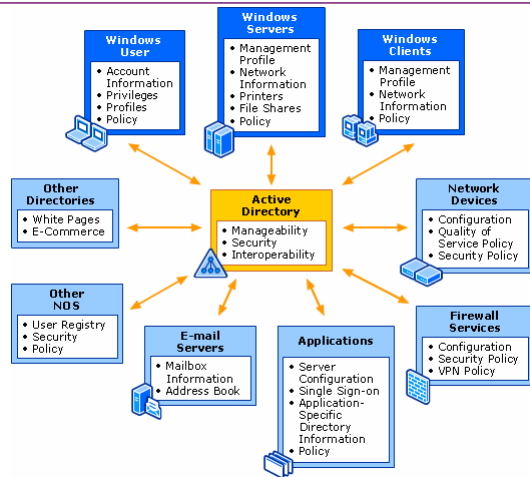 Windows
User
• Account
Information
• Privileges
• Profiles
• Policy
Windows
Servers
• Management
Profile
• Network
Information
• Printers
• File Shares
• Policy
Windows
Clients
• Management
Profile
• Network
Information
• Policy
Other
Directories
• White Pages
• E-Commerce
Active
Directory
• Manageability
• Security
• Interoperability
Network
Devices
• Configuration
• Quality of
Service Policy
• Security Policy
Other
NOS
• User Registry
• Security
• Policy
E-mail
Servers
• Mailbox
Information
• Address Book
Applications
• Server
Configuration
• Single Sign-on
• Application-
Specific
Directory
Information
• Policy
Firewall
Services
• Configuration
• Security Policy
• VPN Policy